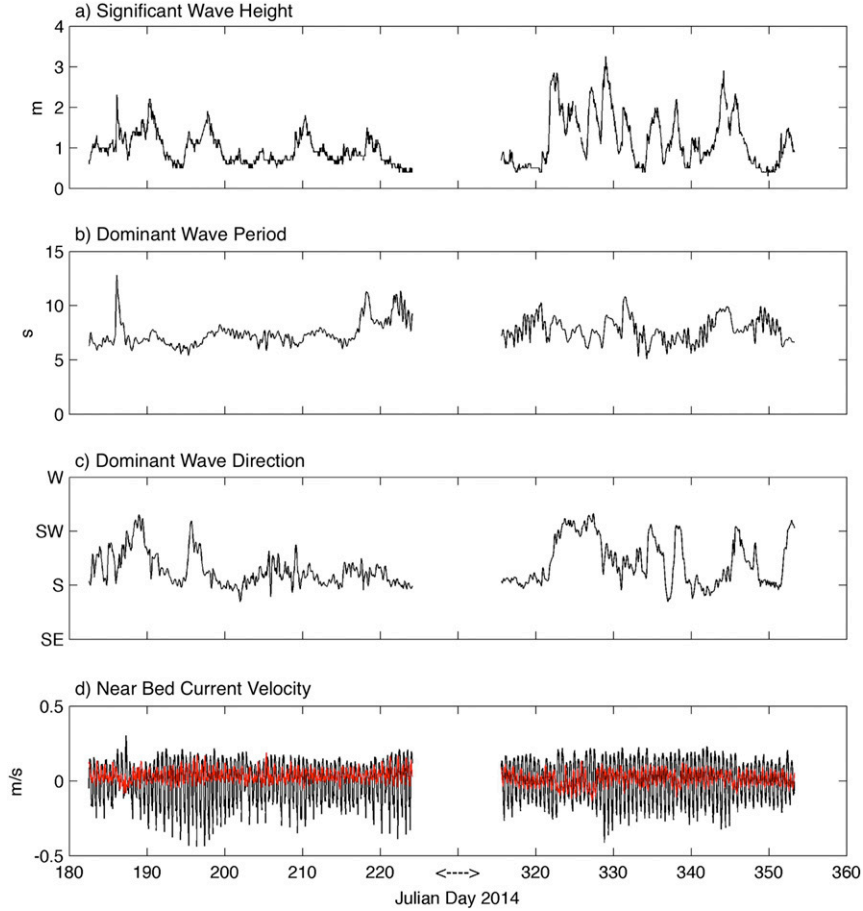 a) Significant Wave Height
4
3
2
1
0
m
b) Dominant Wave Period
15
10
5
0
s
c) Dominant Wave Direction
W
SW
S
SE
d) Near Bed Current Velocity
0.5
0
-0.5
m/s
180 190 200 210 220 <----> 320 330 340 350 360
Julian Day 2014